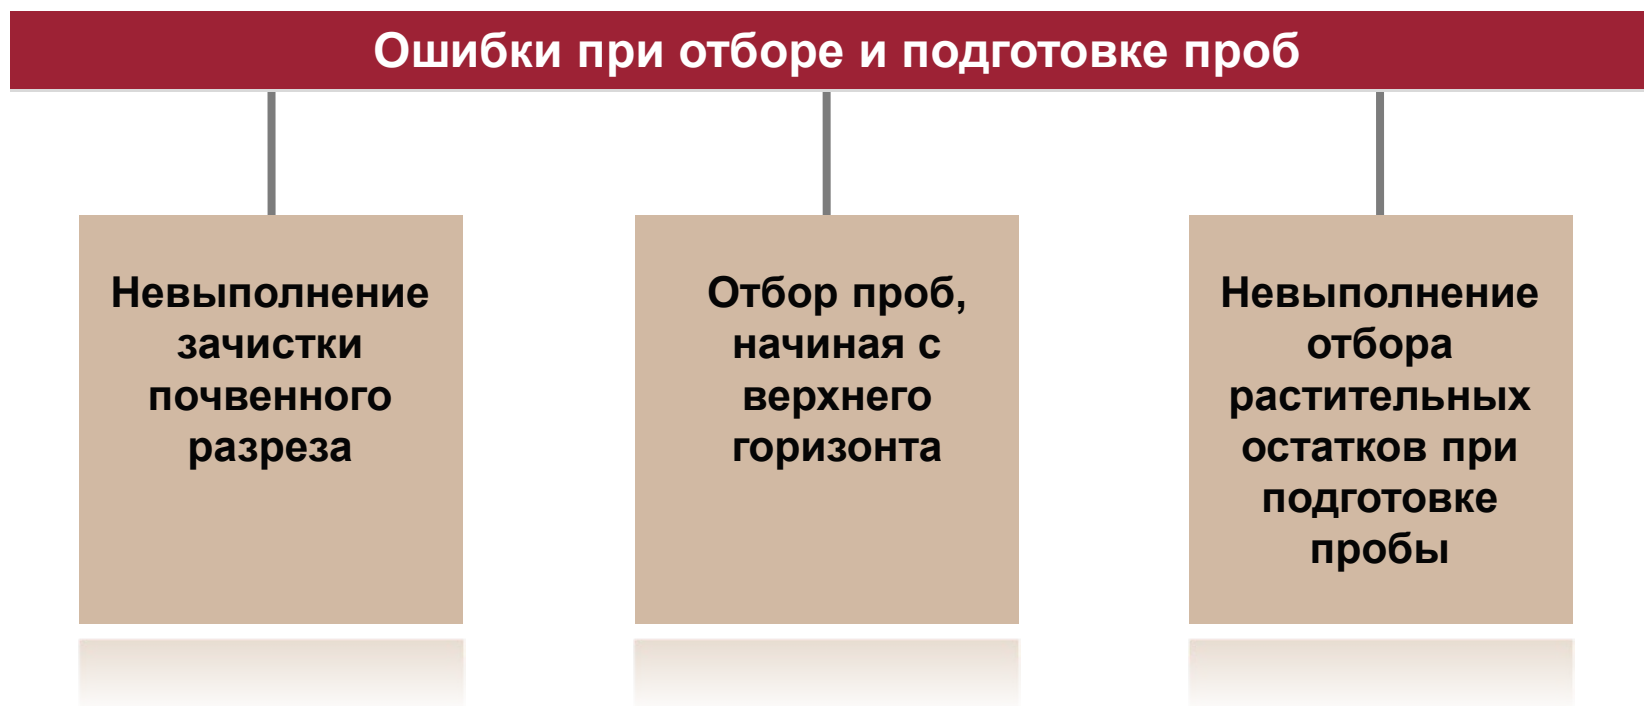 Ошибки при отборе и подготовке проб
Невыполнение
зачистки
почвенного
разреза
Отбор проб,
начиная с
верхнего
горизонта
Невыполнение
отбора
растительных
остатков при
подготовке
пробы